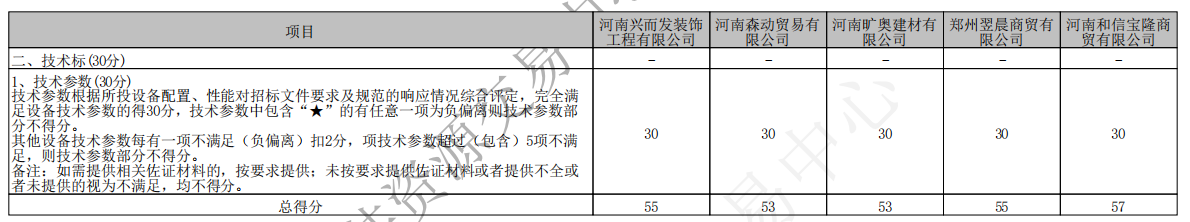 项目
河南兴而发装饰
工程有限公司
河南森动贸易有
限公司
河南旷奥建材有
限公司
郑州翌晨商贸有
限公司
河南和信宝隆商
贸有限公司
二、技术标(30分)
–
–
–
–
–
1、技术参数(30分)
技术参数根据所投设备配置、性能对招标文件要求及规范的响应情况综合评定，完全满
足设备技术参数的得30分，技术参数中包含“★”的有任意一项为负偏离则技术参数部
分不得分。
其他设备技术参数每有一项不满足（负偏离）扣2分，项技术参数超过（包含）5项不满
足，则技术参数部分不得分。
备注：如需提供相关佐证材料的，按要求提供；未按要求提供佐证材料或者提供不全或
者未提供的视为不满足，均不得分。
30
30
30
30
30
总得分
55
53
53
55
57
资源交易中心
易中心